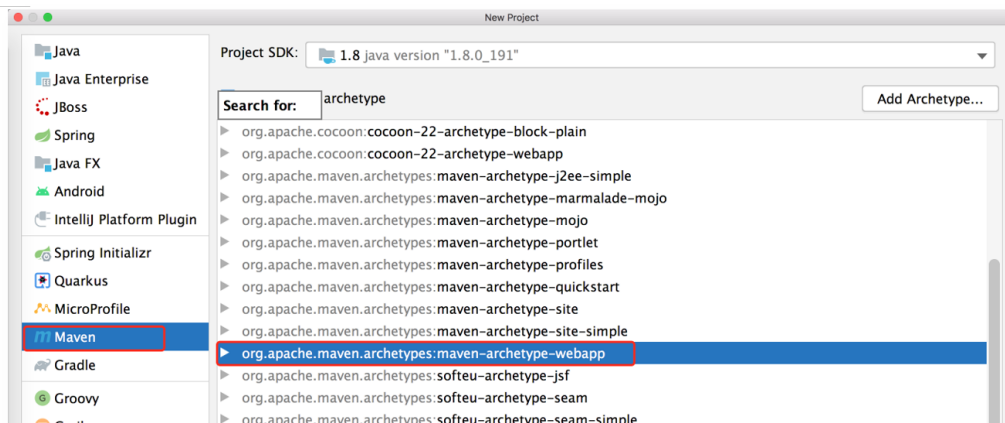 New Project
Java
Java Enterprise
JBoss
Spring
Java FX
Android
IntelliJ Platform Plugin
Spring Initializr
Quarkus
MicroProfile
Maven
Gradle
Groovy
Project SDK: 1.8 java version "1.8.0_191"
Search for: archetype
Add Archetype...
org.apache.cocoon:cocoon-22-archetype-block-plain
org.apache.cocoon:cocoon-22-archetype-webapp
org.apache.maven.archetypes:maven-archetype-j2ee-simple
org.apache.maven.archetypes:maven-archetype-marmalade-mojo
org.apache.maven.archetypes:maven-archetype-mojo
org.apache.maven.archetypes:maven-archetype-portlet
org.apache.maven.archetypes:maven-archetype-profiles
org.apache.maven.archetypes:maven-archetype-quickstart
org.apache.maven.archetypes:maven-archetype-site
org.apache.maven.archetypes:maven-archetype-site-simple
org.apache.maven.archetypes:maven-archetype-webapp
org.apache.maven.archetypes:softeu-archetype-jsf
org.apache.maven.archetypes:softeu-archetype-seam
org.apache.maven.archetypes:softeu-archetype-seam-simple